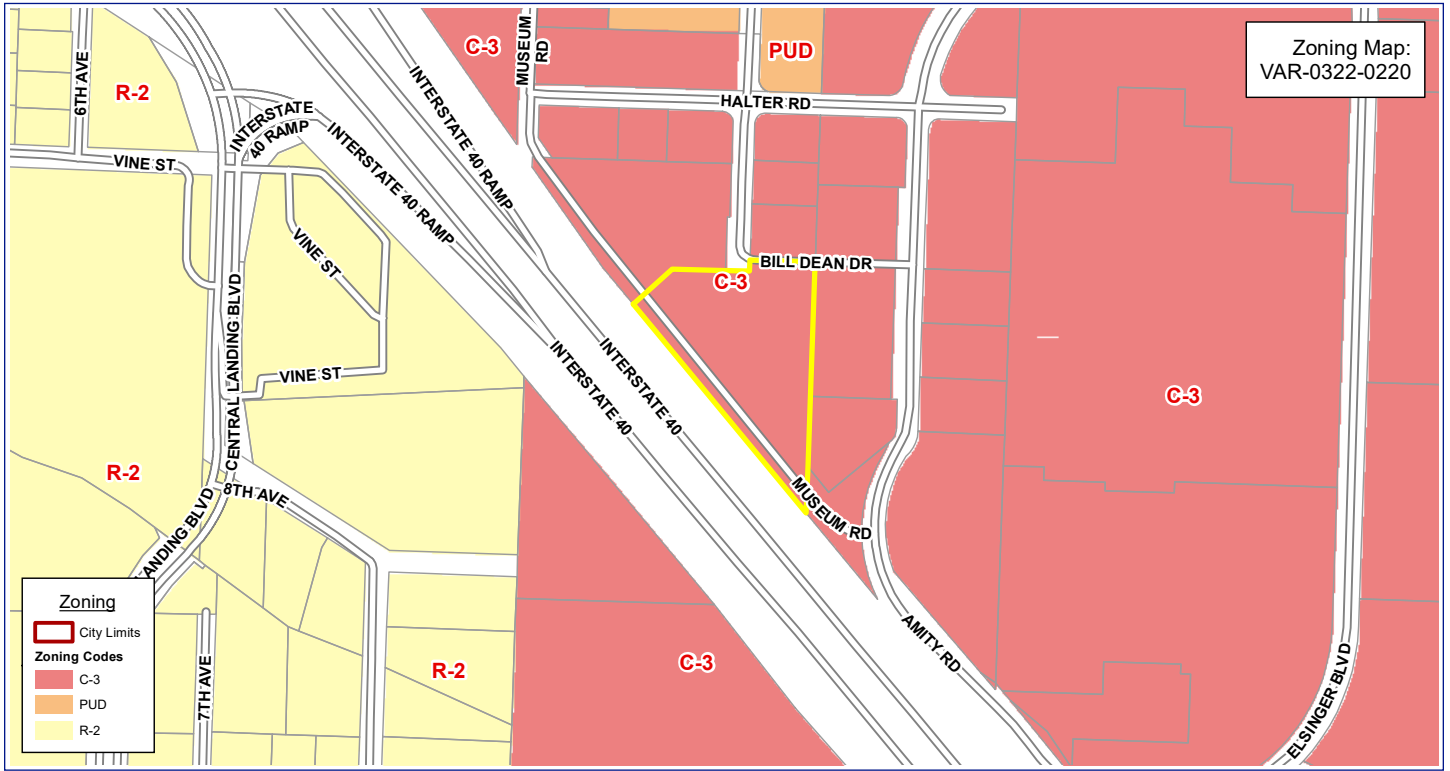 Zoning Map:
VAR-0322-0220
C-3
MUSEUM
RD
PUD
6TH AVE
R-2
INTERSTATE
40 RAMP
INTERSTATE 40 RAMP
INTERSTATE 40 RAMP
HALTER RD
VINE ST
VINE ST
VINE ST
CENTRAL LANDING BLVD
BILL DEAN DR
C-3
INTERSTATE 40
INTERSTATE 40
C-3
R-2
8TH AVE
LANDING BLVD
MUSEUM RD
AMITY RD
R-2
C-3
7TH AVE
ELSINGER BLVD
Zoning
City Limits
Zoning Codes
C-3
PUD
R-2